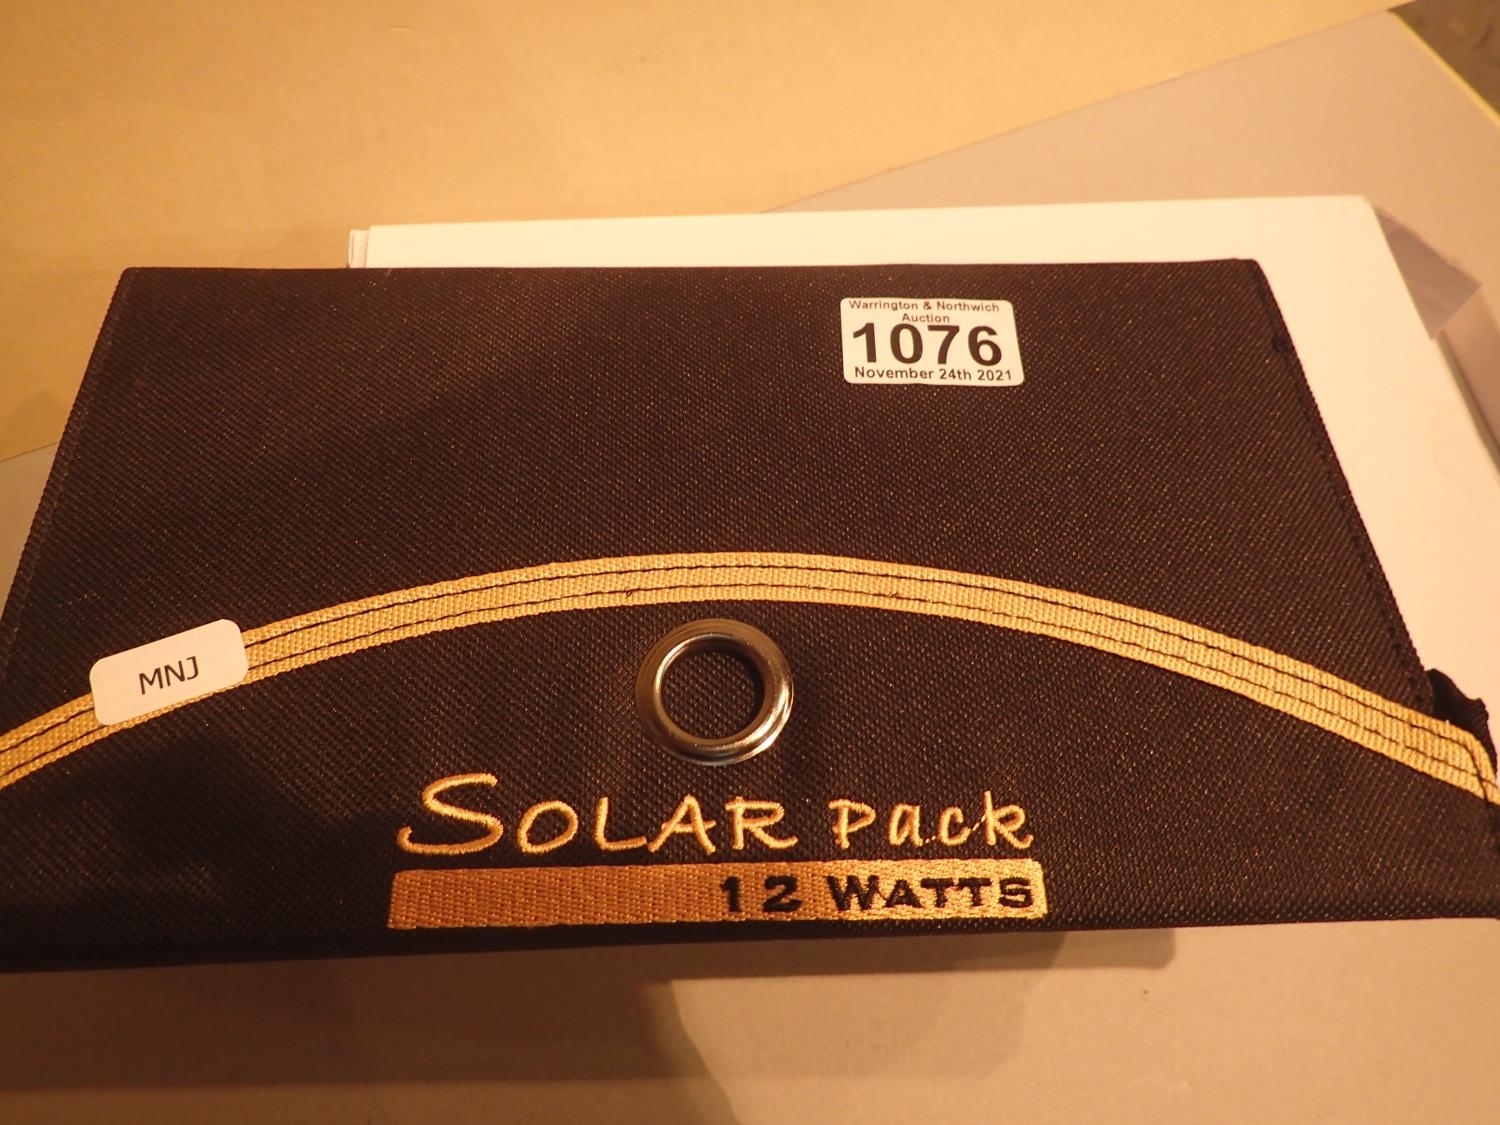 Warrington & Northwich
Auction
1076
November 24th 2021
MNJ
SOLAR Pack
12 WATTS